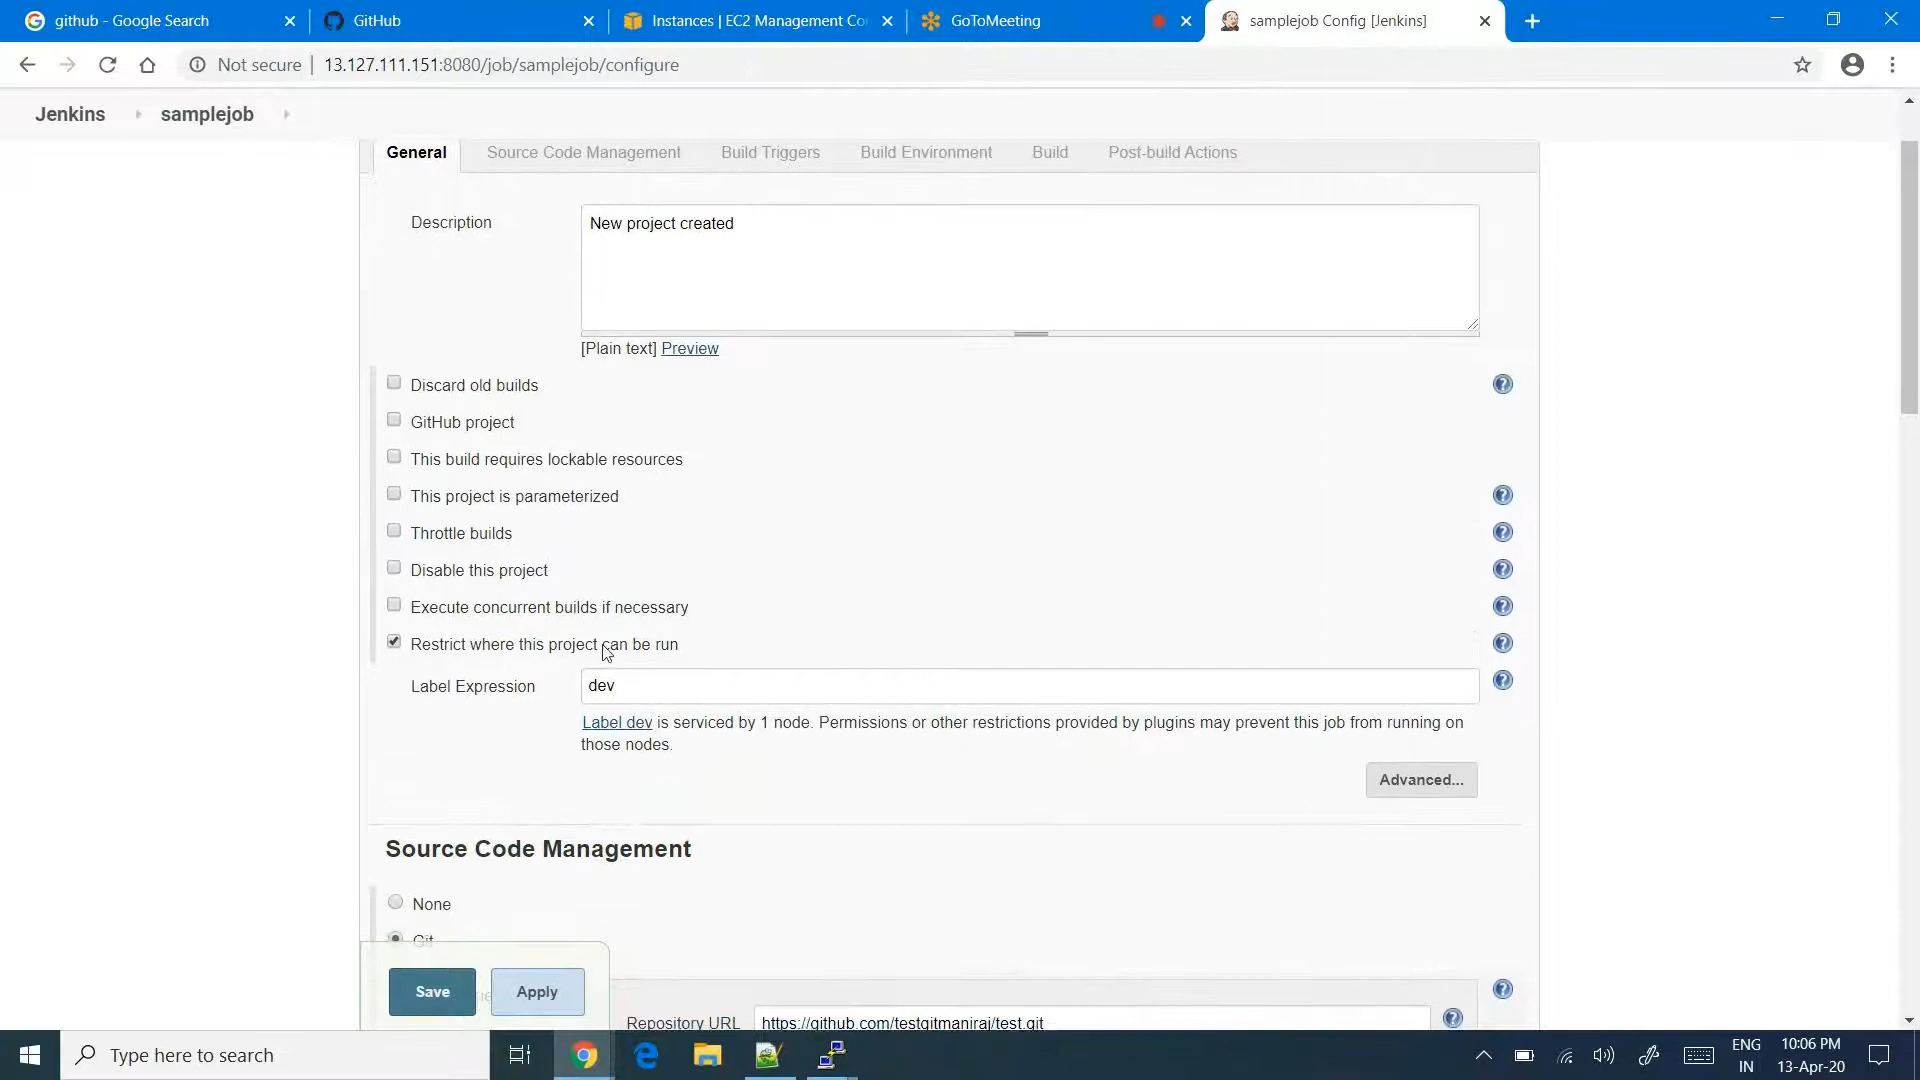 github - Google Search
GitHub
Instances | EC2 Management Co
GoToMeeting
samplejob Config [Jenkins]
Not secure | 13.127.111.151:8080/job/samplejob/configure
Jenkins samplejob
General Source Code Management Build Triggers Build Environment Build Post-build Actions
Description
New project created
[Plain text] Preview
Discard old builds
GitHub project
This build requires lockable resources
This project is parameterized
Throttle builds
Disable this project
Execute concurrent builds if necessary
Restrict where this project can be run
Label Expression
dev
Label dev is serviced by 1 node. Permissions or other restrictions provided by plugins may prevent this job from running on
those nodes.
Advanced...
Source Code Management
None
Git
Save Apply
Repository URL https://github.com/testgitmaniraj/test.git
Type here to search
ENG
IN
10:06 PM
13-Apr-20